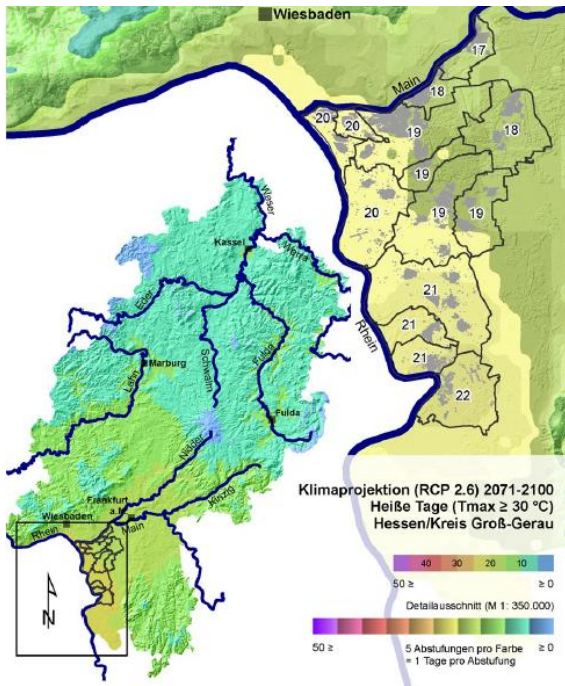 Wiesbaden
17
Main
18
20
20
19
18
19
20
19
19
Weser
Kassel
Werra
Eder
21
Rhein
21
Schwalm
Fulda
Lahn
Marburg
21
22
Fulda
Nidder
Klimaprojektion (RCP 2.6) 2071-2100
Heiße Tage (Tmax ≥ 30 °C)
Hessen/Kreis Groß-Gerau
Frankfurt
a. M.
Kinzig
Wiesbaden
Main
Rhein
40 30 20 10
50 ≥ ≥ 0
Detailausschnitt (M 1: 350.000)
N
50 ≥ 5 Abstufungen pro Farbe ≥ 0
= 1 Tage pro Abstufung